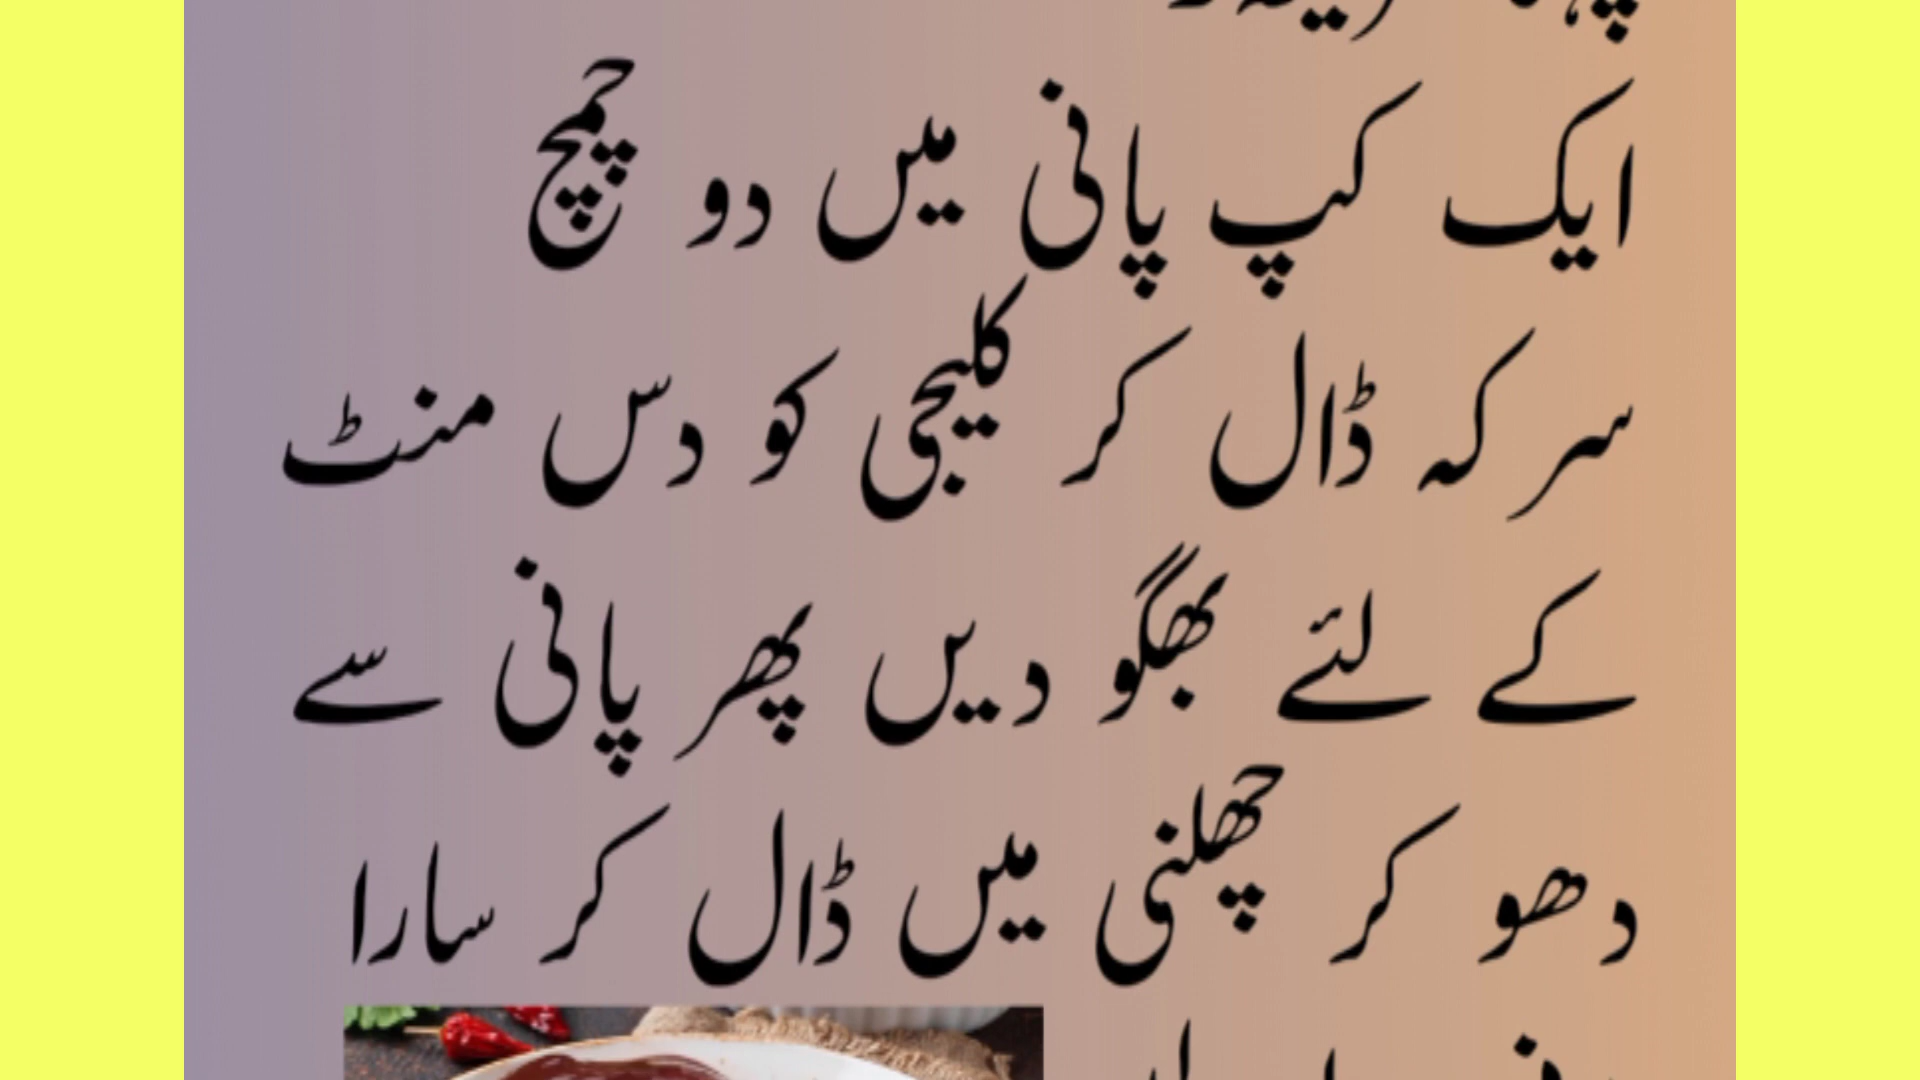 ایک کپ پانی میں دو چمچ
سرکہ ڈال کر کلیجی کو دس منٹ
کے لئے بھگو دیں پھر پانی سے
دھو کر چھلنی میں ڈال کر سارا